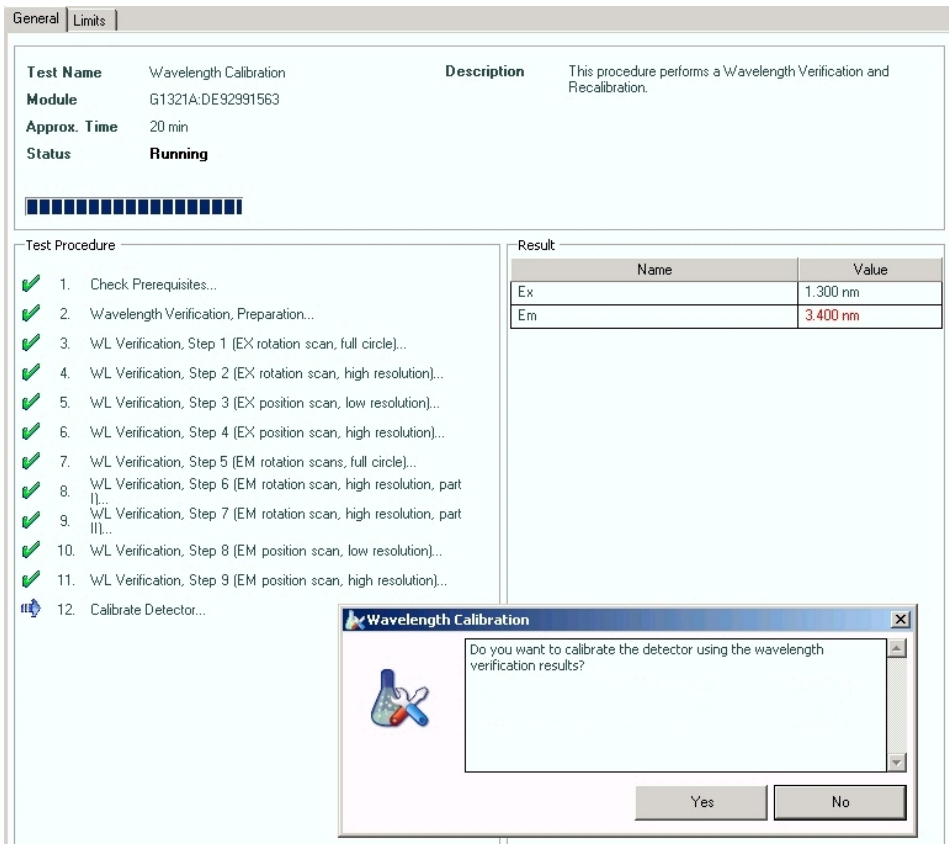 General
Limits
Test Name Wavelength Calibration
Description This procedure performs a Wavelength Verification and
Recalibration.
Module G1321A:DE92991563
Approx. Time 20 min
Status Running
Test Procedure
1. Check Prerequisites...
2. Wavelength Verification, Preparation...
3. WL Verification, Step 1 (EX rotation scan, full circle)...
4. WL Verification, Step 2 (EX rotation scan, high resolution)...
5. WL Verification, Step 3 (EX position scan, low resolution)...
6. WL Verification, Step 4 (EX position scan, high resolution)...
7. WL Verification, Step 5 (EM rotation scans, full circle)...
8. WL Verification, Step 6 (EM rotation scan, high resolution, part
I)...
9. WL Verification, Step 7 (EM rotation scan, high resolution, part
II)...
10. WL Verification, Step 8 (EM position scan, low resolution)...
11. WL Verification, Step 9 (EM position scan, high resolution)...
12. Calibrate Detector...
Result
Name Value
Ex 1.300 nm
Em 3.400 nm
Wavelength Calibration
Do you want to calibrate the detector using the wavelength
verification results?
Yes
No